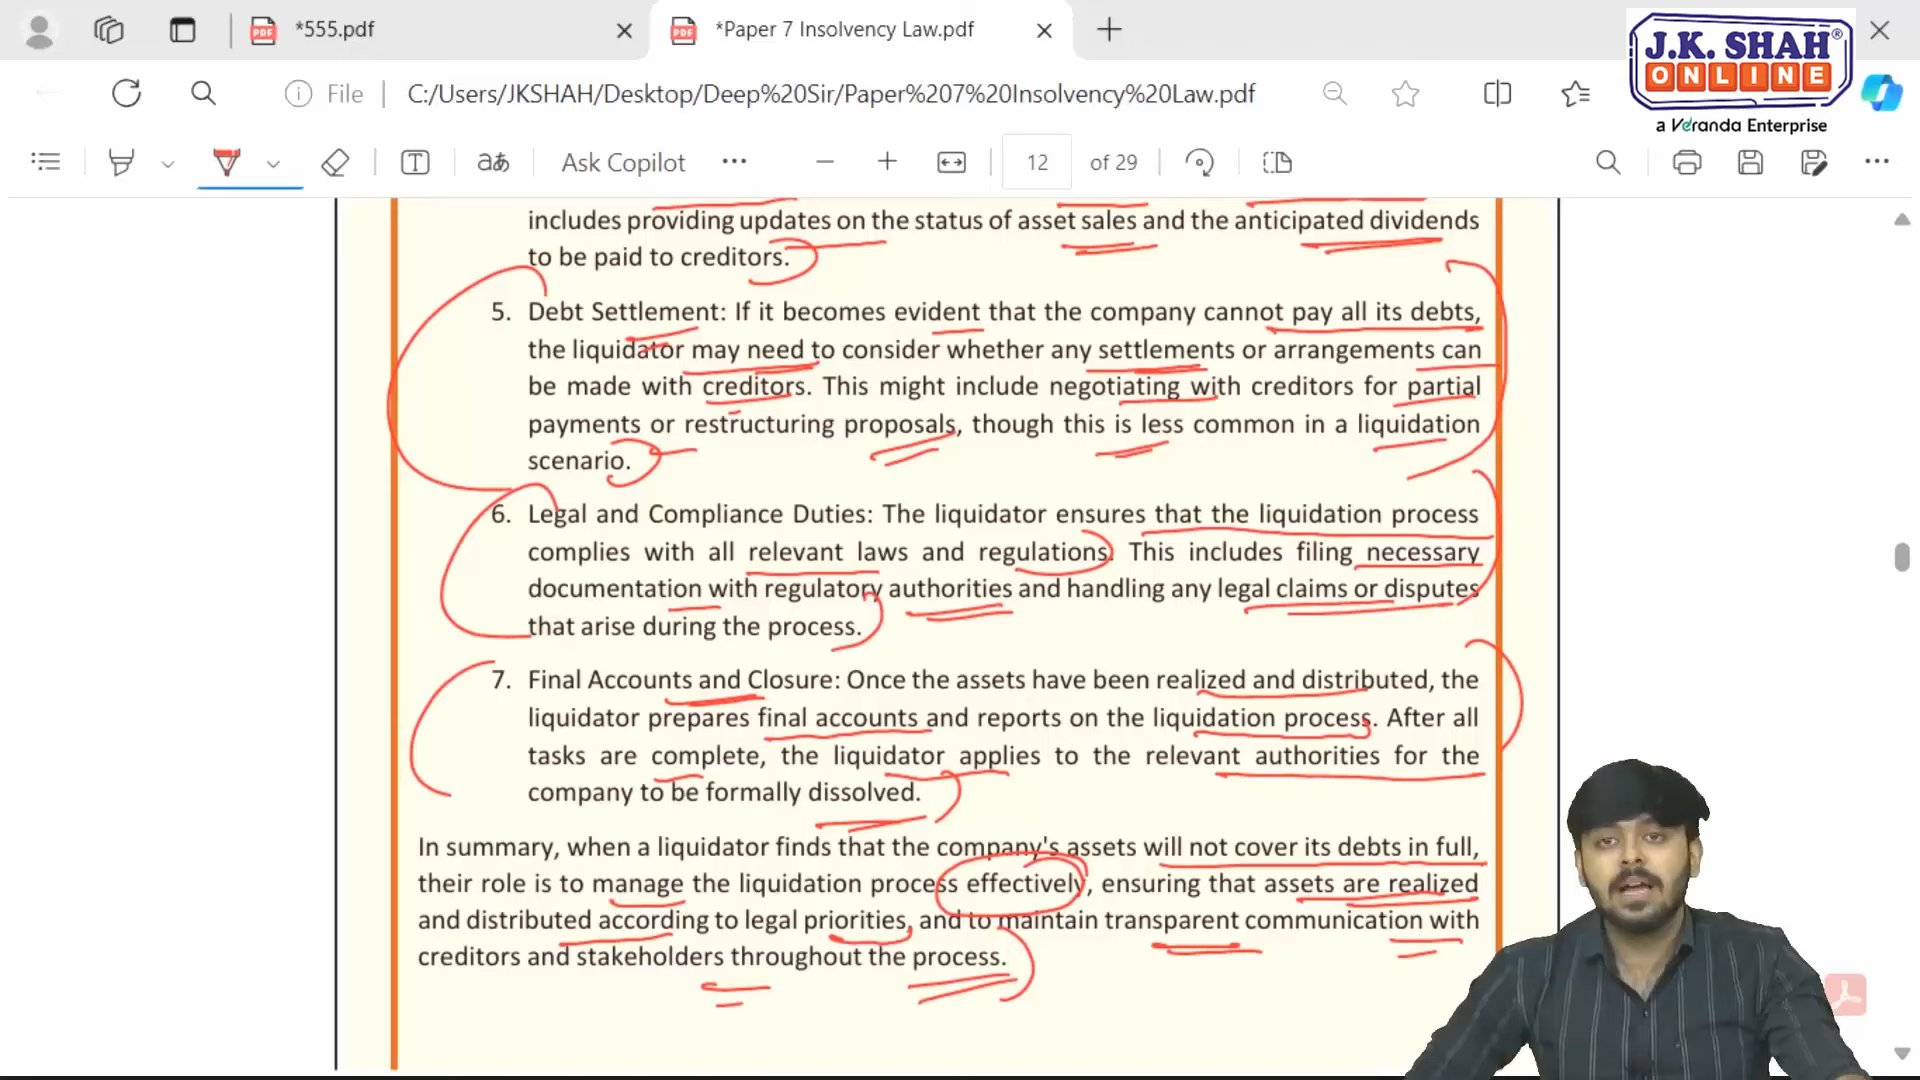 *555.pdf
*Paper 7 Insolvency Law.pdf
J.K. SHAH®
ONLINE
a Veranda Enterprise
File
C:/Users/JKSHAH/Desktop/Deep%20Sir/Paper%207%20Insolvency%20Law.pdf
Ask Copilot
12 of 29
includes providing updates on the status of asset sales and the anticipated dividends
to be paid to creditors.
5. Debt Settlement: If it becomes evident that the company cannot pay all its debts,
the liquidator may need to consider whether any settlements or arrangements can
be made with creditors. This might include negotiating with creditors for partial
payments or restructuring proposals, though this is less common in a liquidation
scenario.
6. Legal and Compliance Duties: The liquidator ensures that the liquidation process
complies with all relevant laws and regulations. This includes filing necessary
documentation with regulatory authorities and handling any legal claims or disputes
that arise during the process.
7. Final Accounts and Closure: Once the assets have been realized and distributed, the
liquidator prepares final accounts and reports on the liquidation process. After all
tasks are complete, the liquidator applies to the relevant authorities for the
company to be formally dissolved.
In summary, when a liquidator finds that the company's assets will not cover its debts in full,
their role is to manage the liquidation process effectively, ensuring that assets are realized
and distributed according to legal priorities, and to maintain transparent communication with
creditors and stakeholders throughout the process.